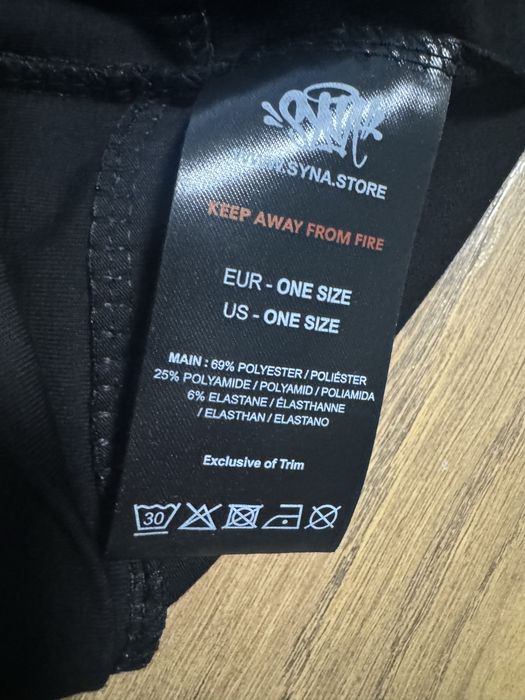 SYNA
WWW.SYNA.STORE
KEEP AWAY FROM FIRE
EUR - ONE SIZE
US - ONE SIZE
MAIN : 69% POLYESTER / POLIÉSTER
25% POLYAMIDE / POLYAMID / POLIAMIDA
6% ELASTANE / ÉLASTHANNE
/ ELASTHAN / ELASTANO
Exclusive of Trim
30